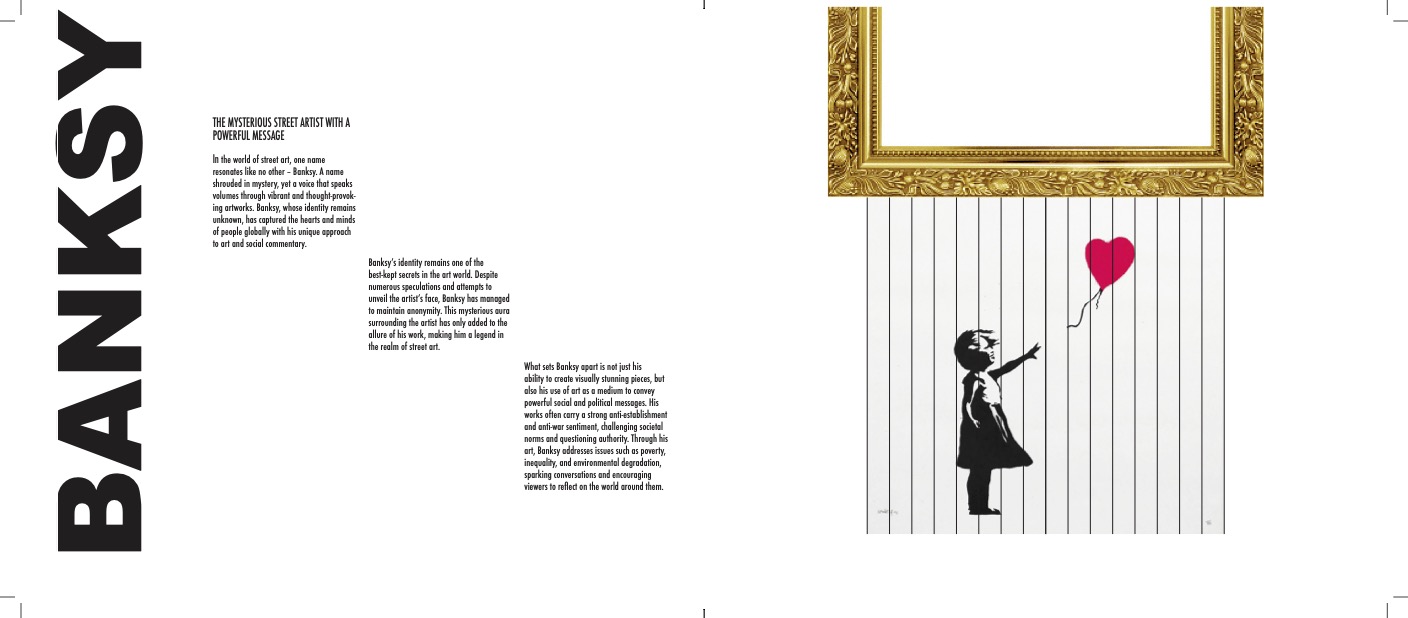 BANKSY
THE MYSTERIOUS STREET ARTIST WITH A
POWERFUL MESSAGE
In the world of street art, one name
resonates like no other – Banksy. A name
shrouded in mystery, yet a voice that speaks
volumes through vibrant and thought-provok-
ing artworks. Banksy, whose identity remains
unknown, has captured the hearts and minds
of people globally with his unique approach
to art and social commentary.
Banksy's identity remains one of the
best-kept secrets in the art world. Despite
numerous speculations and attempts to
unveil the artist's face, Banksy has managed
to maintain anonymity. This mysterious aura
surrounding the artist has only added to the
allure of his work, making him a legend in
the realm of street art.
What sets Banksy apart is not just his
ability to create visually stunning pieces, but
also his use of art as a medium to convey
powerful social and political messages. His
works often carry a strong anti-establishment
and anti-war sentiment, challenging societal
norms and questioning authority. Through his
art, Banksy addresses issues such as poverty,
inequality, and environmental degradation,
sparking conversations and encouraging
viewers to reflect on the world around them.